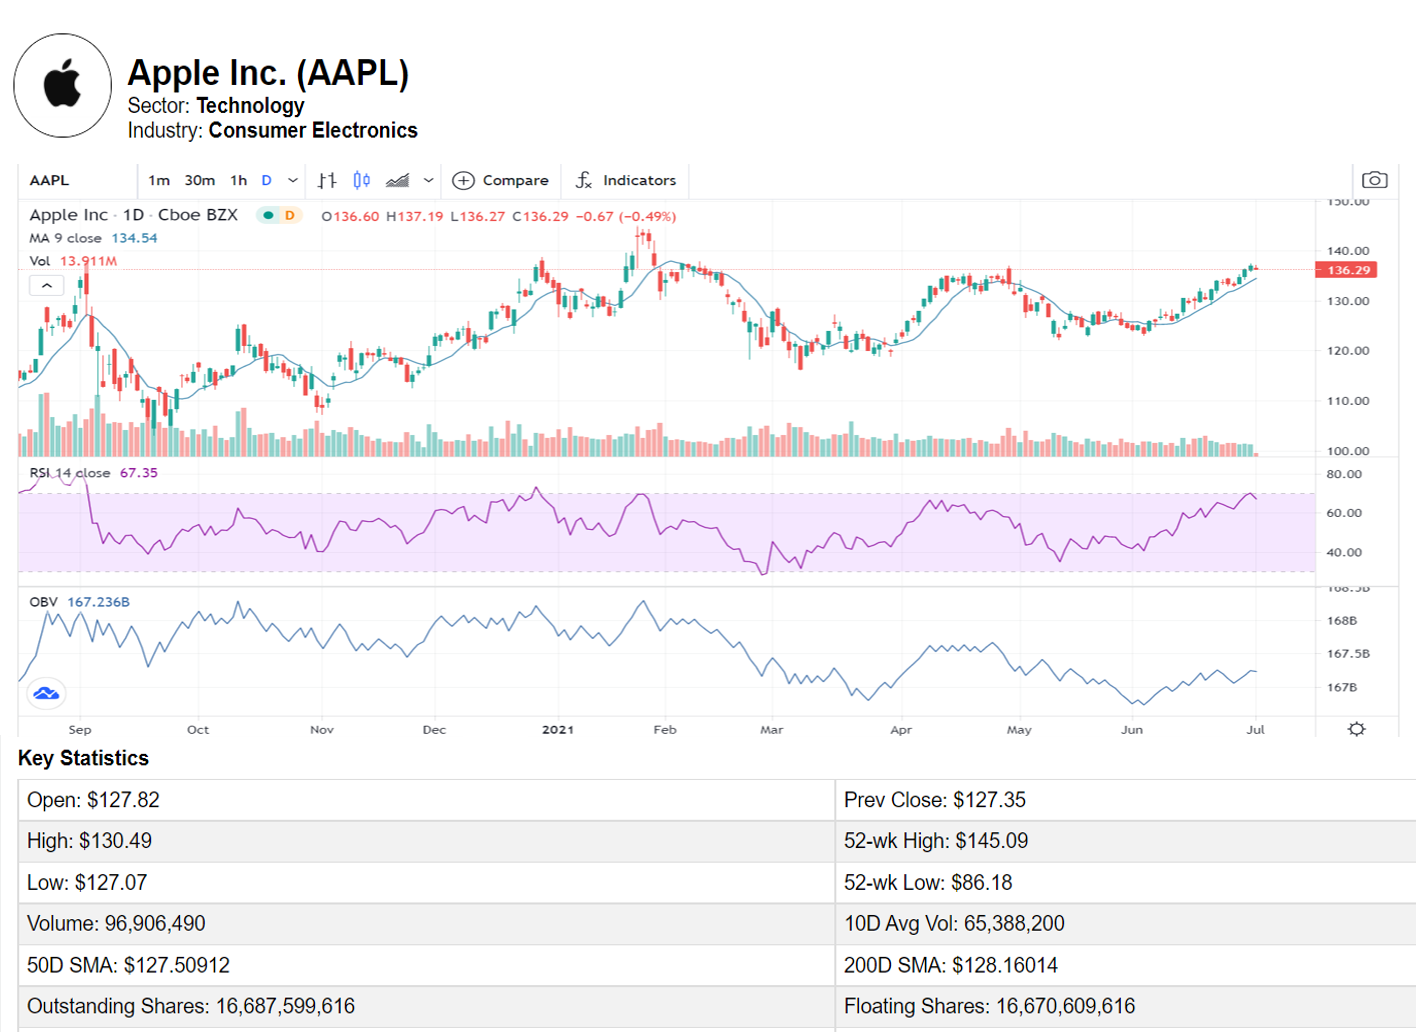 Apple Inc. (AAPL)
Sector: Technology
Industry: Consumer Electronics
AAPL 1m 30m 1h D Compare Indicators
Apple Inc · 1D · Cboe BZX D O136.60 H137.19 L136.27 C136.29 −0.67 (−0.49%)
MA 9 close 134.54
Vol 13.911M
150.00
140.00
136.29
130.00
120.00
110.00
100.00
RSI 14 close 67.35
80.00
60.00
40.00
OBV 167.236B
168.5B
168B
167.5B
167B
Sep Oct Nov Dec 2021 Feb Mar Apr May Jun Jul
Key Statistics
Open: $127.82 Prev Close: $127.35
High: $130.49 52-wk High: $145.09
Low: $127.07 52-wk Low: $86.18
Volume: 96,906,490 10D Avg Vol: 65,388,200
50D SMA: $127.50912 200D SMA: $128.16014
Outstanding Shares: 16,687,599,616 Floating Shares: 16,670,609,616